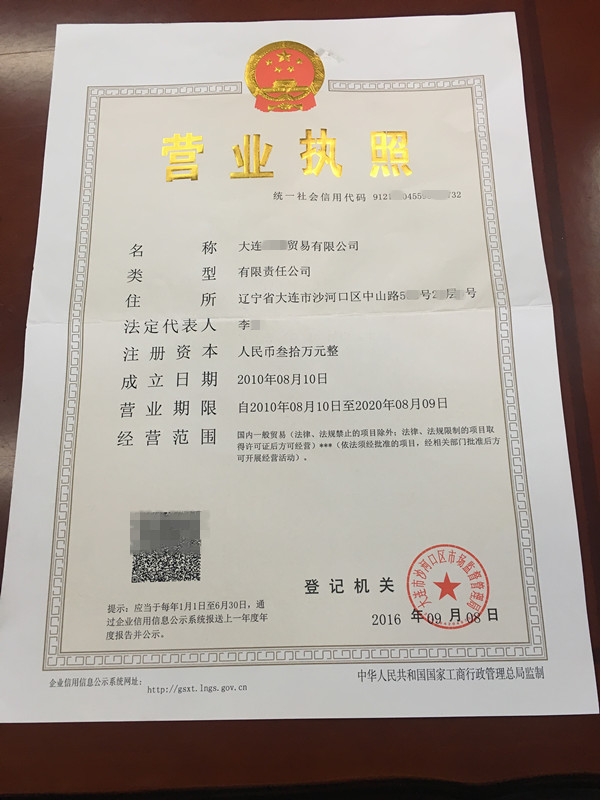 营业执照
统一社会信用代码 912 0455 732
名称 大连 贸易有限公司
类型 有限责任公司
住所 辽宁省大连市沙河口区中山路5 号2 层 号
法定代表人 李
注册资本 人民币叁拾万元整
成立日期 2010年08月10日
营业期限 自2010年08月10日至2020年08月09日
经营范围 国内一般贸易（法律、法规禁止的项目除外；法律、法规限制的项目取
得许可证后方可经营）***（依法须经批准的项目，经相关部门批准后方
可开展经营活动）。
登记机关
大连市沙河口区市场监督管理局
2016 年 09 月 08 日
提示：应当于每年1月1日至6月30日，通
过企业信用信息公示系统报送上一年度年
度报告并公示。
企业信用信息公示系统网址： http://gsxt.lngs.gov.cn
中华人民共和国国家工商行政管理总局监制